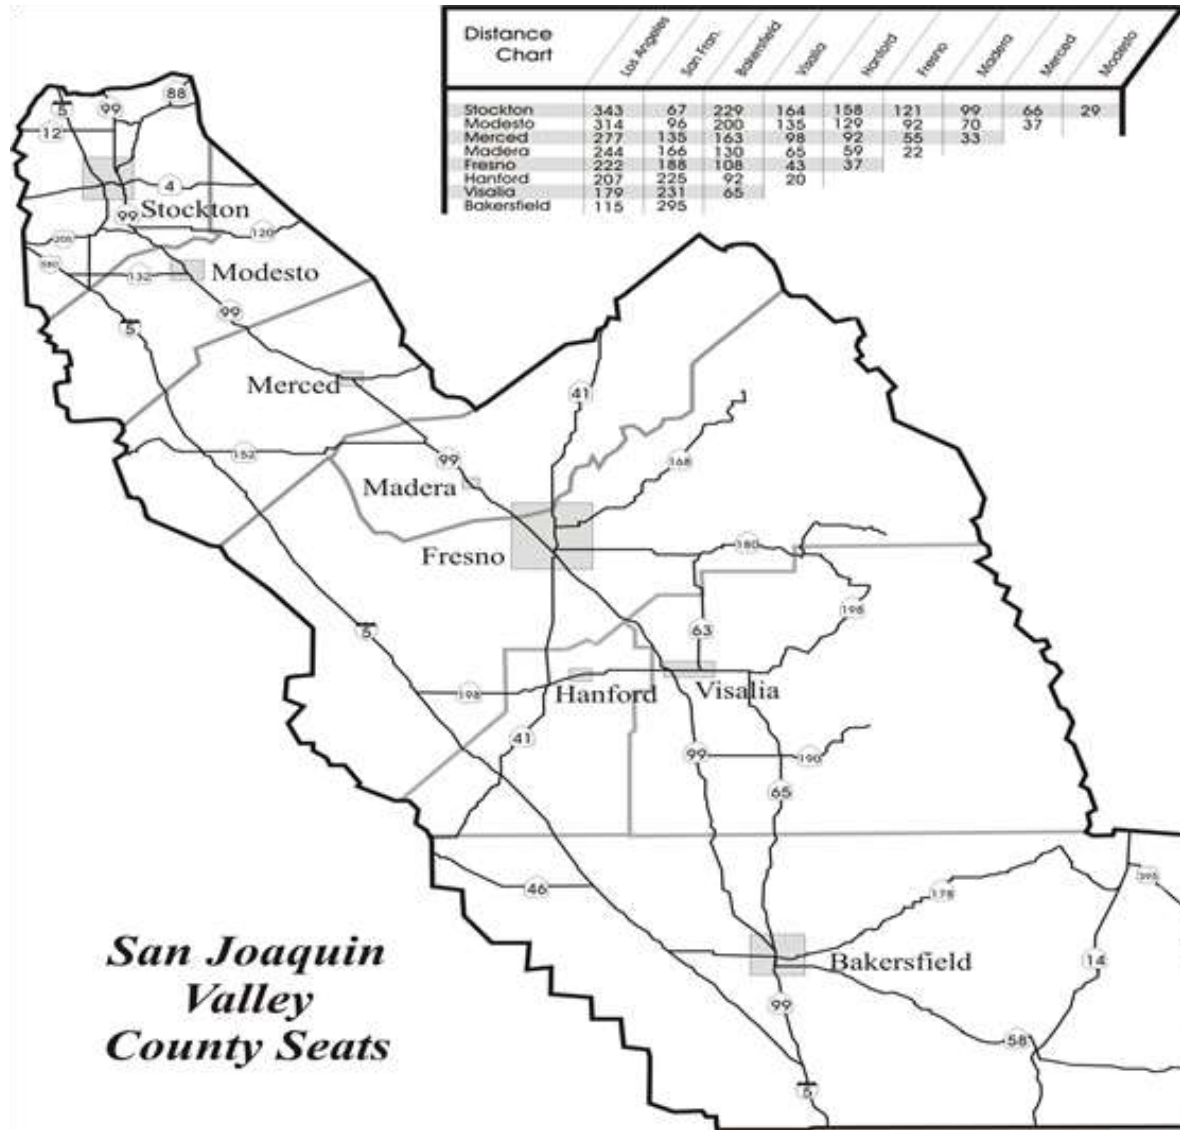 Distance
Chart
Los Angeles San Fran. Bakersfield Visalia Hanford Fresno Madera Merced Modesto
Stockton 343 67 229 164 158 121 99 66 29
Modesto 314 96 200 135 129 92 70 37
Merced 277 135 163 98 92 55 33
Madera 244 166 130 65 59 22
Fresno 222 188 108 43 37
Hanford 207 225 92 20
Visalia 179 231 65
Bakersfield 115 295
5
99
88
12
4
99
Stockton
205
120
580
132
Modesto
99
5
Merced
41
152
99
168
Madera
Fresno
180
198
5
63
198
Hanford
Visalia
41
99
190
65
46
178
395
San Joaquin
Valley
County Seats
Bakersfield
14
99
58
5